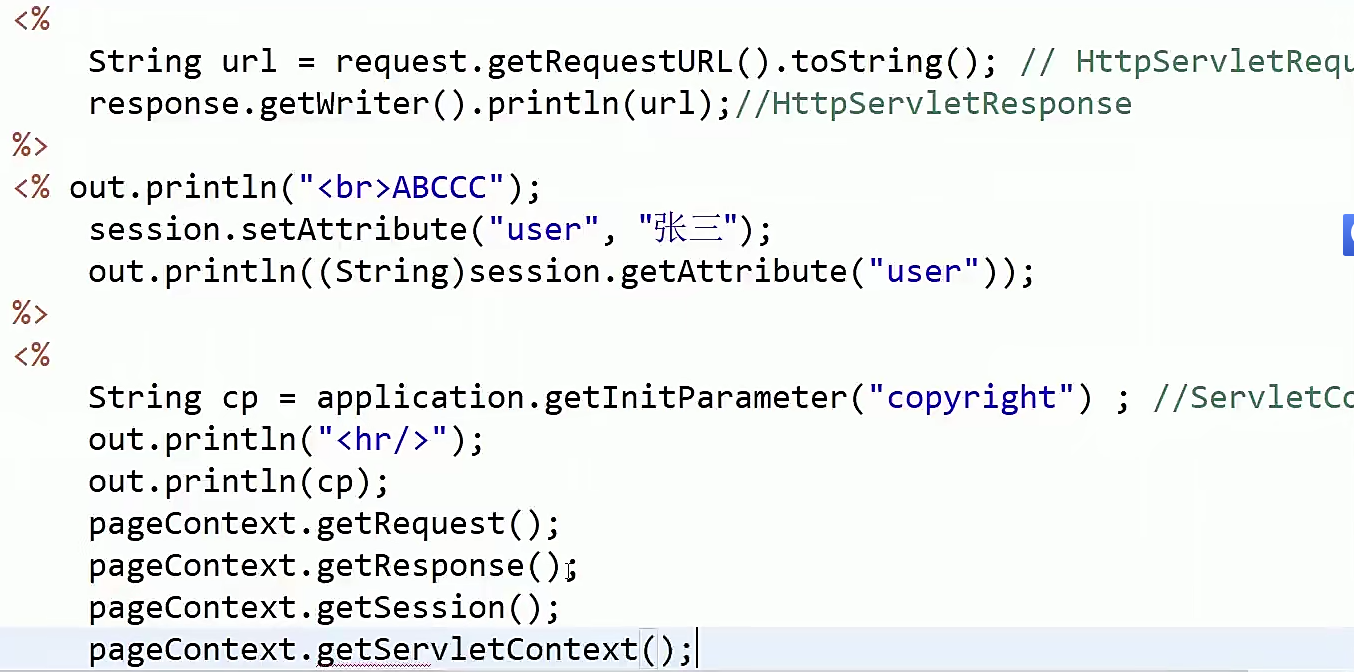 <%
String url = request.getRequestURL().toString(); // HttpServletRequ
response.getWriter().println(url);//HttpServletResponse
%>
<% out.println("<br>ABCCC");
session.setAttribute("user", "张三");
out.println((String)session.getAttribute("user"));
%>
<%
String cp = application.getInitParameter("copyright") ; //ServletCo
out.println("<hr/>");
out.println(cp);
pageContext.getRequest();
pageContext.getResponse();
pageContext.getSession();
pageContext.getServletContext();